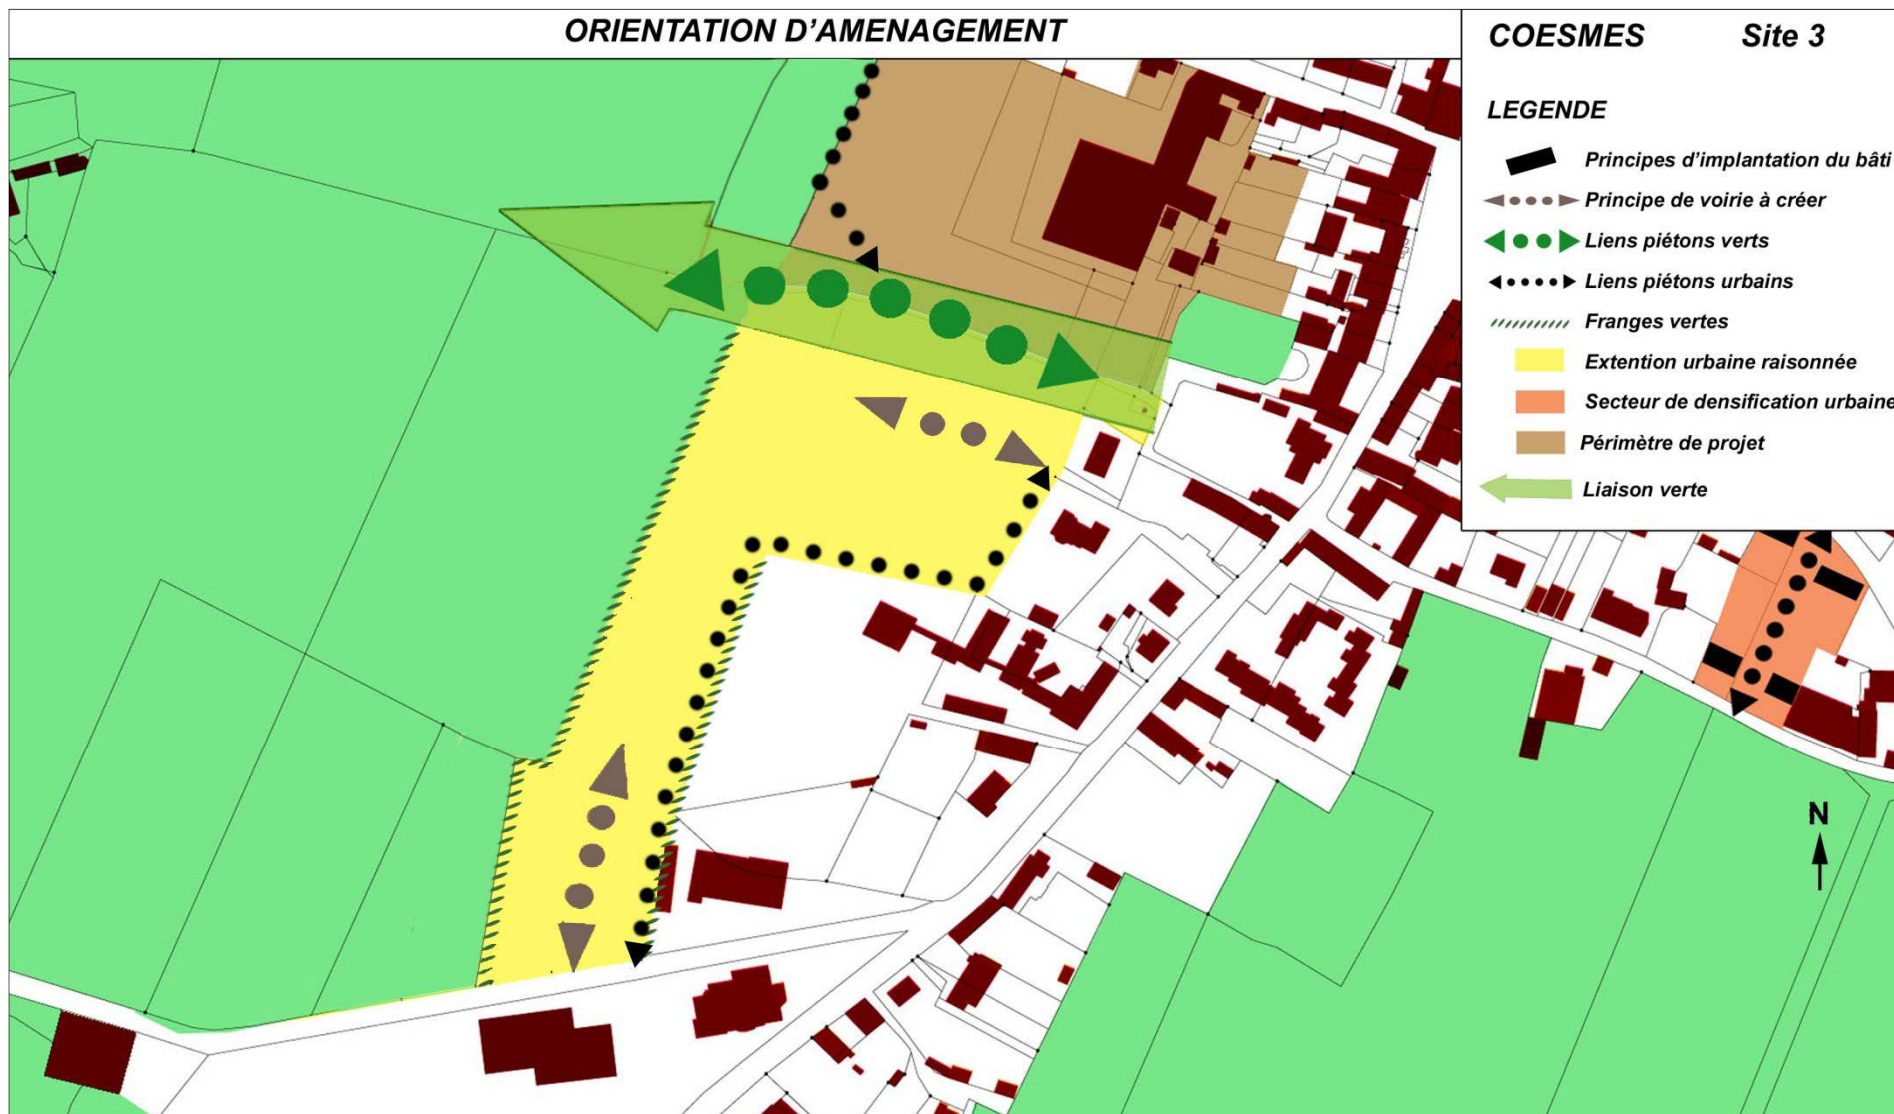 ORIENTATION D'AMENAGEMENT
COESMES Site 3
LEGENDE
Principes d'implantation du bâti
Principe de voirie à créer
Liens piétons verts
Liens piétons urbains
Franges vertes
Extention urbaine raisonnée
Secteur de densification urbaine
Périmètre de projet
Liaison verte
N